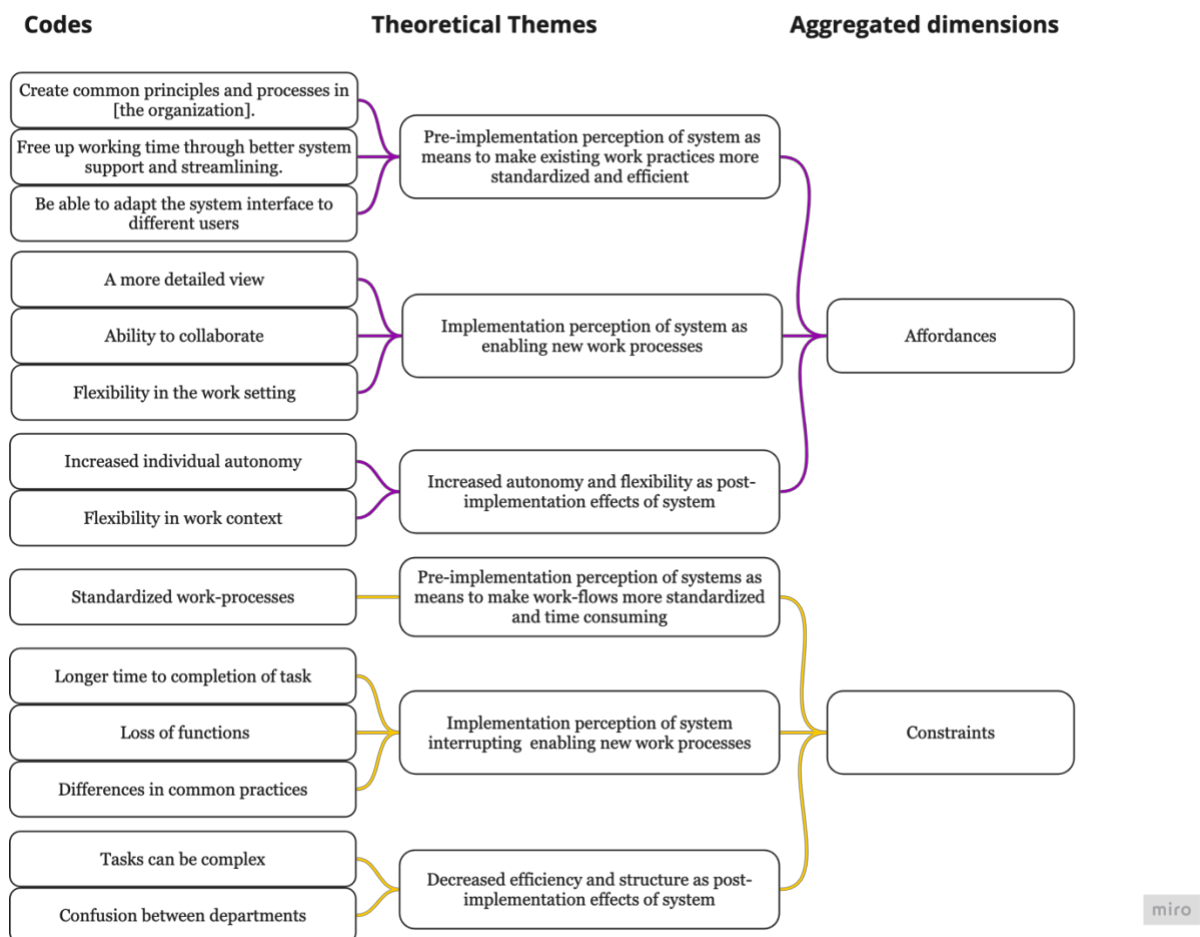 Codes
Theoretical Themes
Aggregated dimensions
Create common principles and processes in
[the organization].
Free up working time through better system
support and streamlining.
Be able to adapt the system interface to
different users
Pre-implementation perception of system as
means to make existing work practices more
standardized and efficient
A more detailed view
Ability to collaborate
Flexibility in the work setting
Implementation perception of system as
enabling new work processes
Affordances
Increased individual autonomy
Flexibility in work context
Increased autonomy and flexibility as post-
implementation effects of system
Standardized work-processes
Pre-implementation perception of systems as
means to make work-flows more standardized
and time consuming
Longer time to completion of task
Loss of functions
Differences in common practices
Implementation perception of system
interrupting enabling new work processes
Constraints
Tasks can be complex
Confusion between departments
Decreased efficiency and structure as post-
implementation effects of system
miro